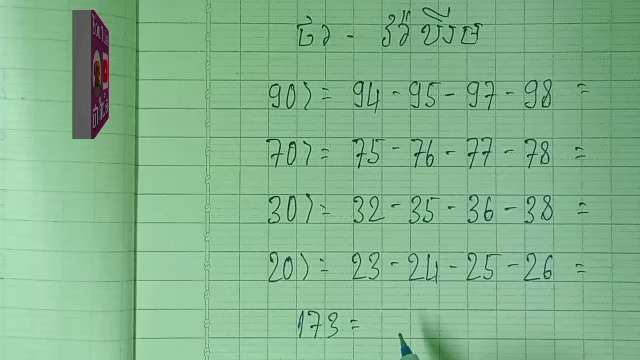 90) = 94 - 95 - 97 - 98 =
70) = 75 - 76 - 77 - 78 =
30) = 32 - 35 - 36 - 38 =
20) = 23 - 24 - 25 - 26 =
173 =